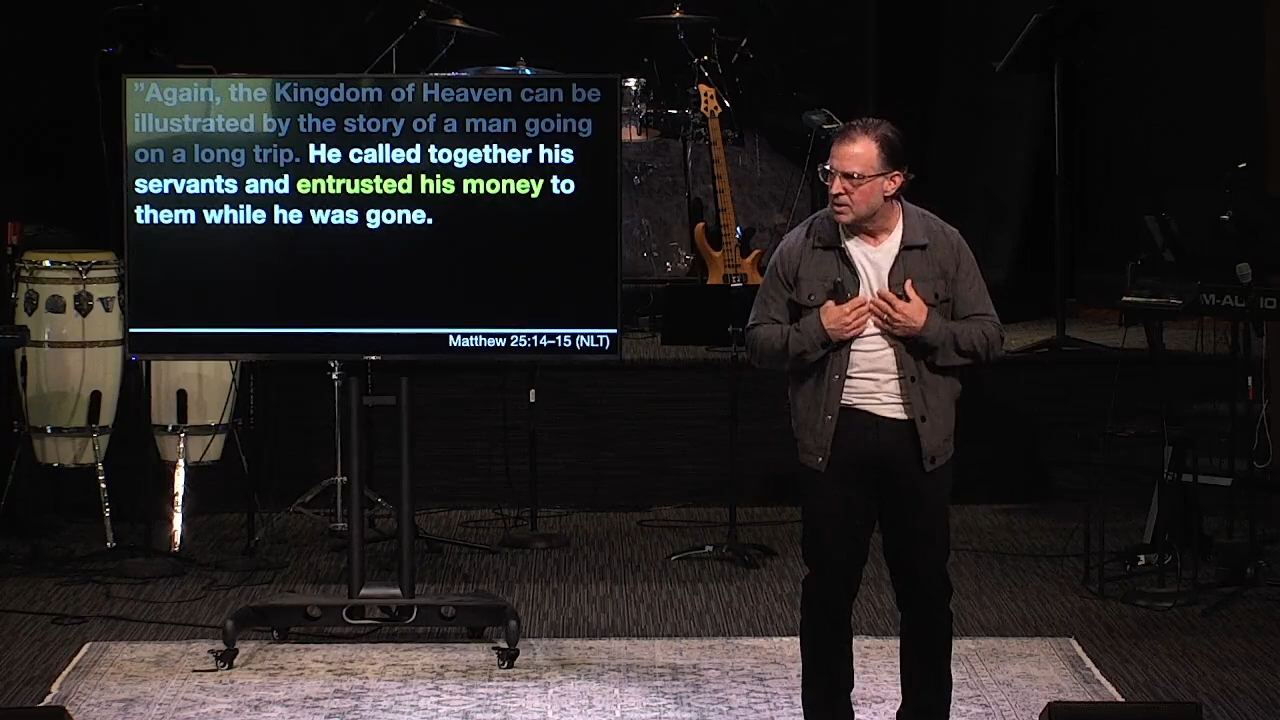 ”Again, the Kingdom of Heaven can be
illustrated by the story of a man going
on a long trip. He called together his
servants and entrusted his money to
them while he was gone.
Matthew 25:14–15 (NLT)
M-AUDIO